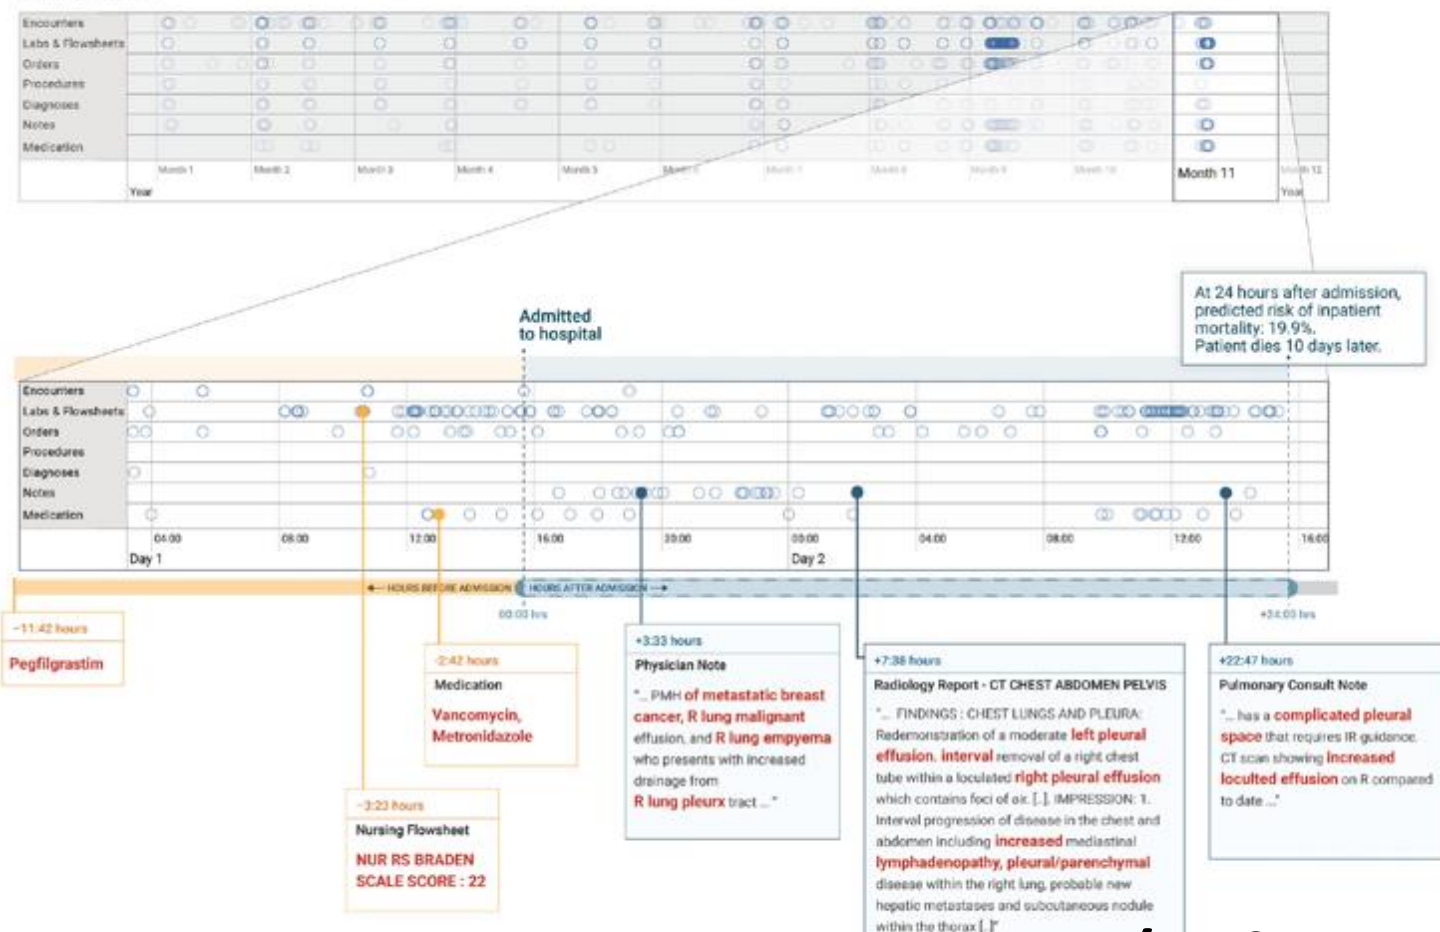 Encounters
Labs & Flowsheets
Orders
Procedures
Diagnoses
Notes
Medication
Month 1
Month 2
Month 3
Month 4
Month 5
Month 7
Month 8
Month 9
Month 10
Month 11
Month 12
Year
Year
At 24 hours after admission,
predicted risk of inpatient
mortality: 19.9%.
Patient dies 10 days later.
Admitted
to hospital
Encounters
Labs & Flowsheets
Orders
Procedures
Diagnoses
Notes
Medication
04:00
08:00
12:00
16:00
20:00
00:00
04:00
08:00
12:00
16:00
Day 1
Day 2
HOURS BEFORE ADMISSION
HOURS AFTER ADMISSION
00:00 hrs
+24:00 hrs
-11:42 hours
Pegfilgrastim
-3:23 hours
Nursing Flowsheet
NUR RS BRADEN
SCALE SCORE : 22
-2:42 hours
Medication
Vancomycin,
Metronidazole
+3:33 hours
Physician Note
"... PMH of metastatic breast
cancer, R lung malignant
effusion, and R lung empyema
who presents with increased
drainage from
R lung pleurx tract ..."
+7:38 hours
Radiology Report - CT CHEST ABDOMEN PELVIS
"... FINDINGS : CHEST LUNGS AND PLEURA:
Redemonstration of a moderate left pleural
effusion. interval removal of a right chest
tube within a loculated right pleural effusion
which contains foci of air. [..]. IMPRESSION: 1.
Interval progression of disease in the chest and
abdomen including increased mediastinal
lymphadenopathy, pleural/parenchymal
disease within the right lung, probable new
hepatic metastases and subcutaneous nodule
within the thorax [..]"
+22:47 hours
Pulmonary Consult Note
"... has a complicated pleural
space that requires IR guidance.
CT scan showing increased
loculted effusion on R compared
to date ..."